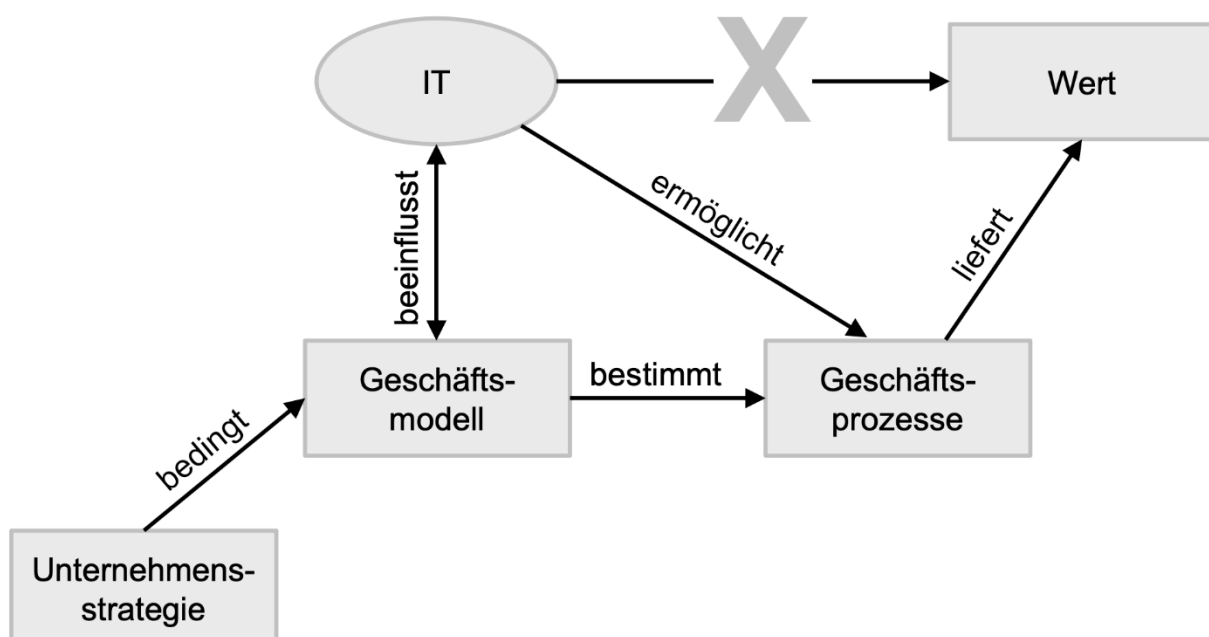 IT
X
Wert
beeinflusst
ermöglicht
liefert
Geschäfts-
modell
bestimmt
Geschäfts-
prozesse
bedingt
Unternehmens-
strategie